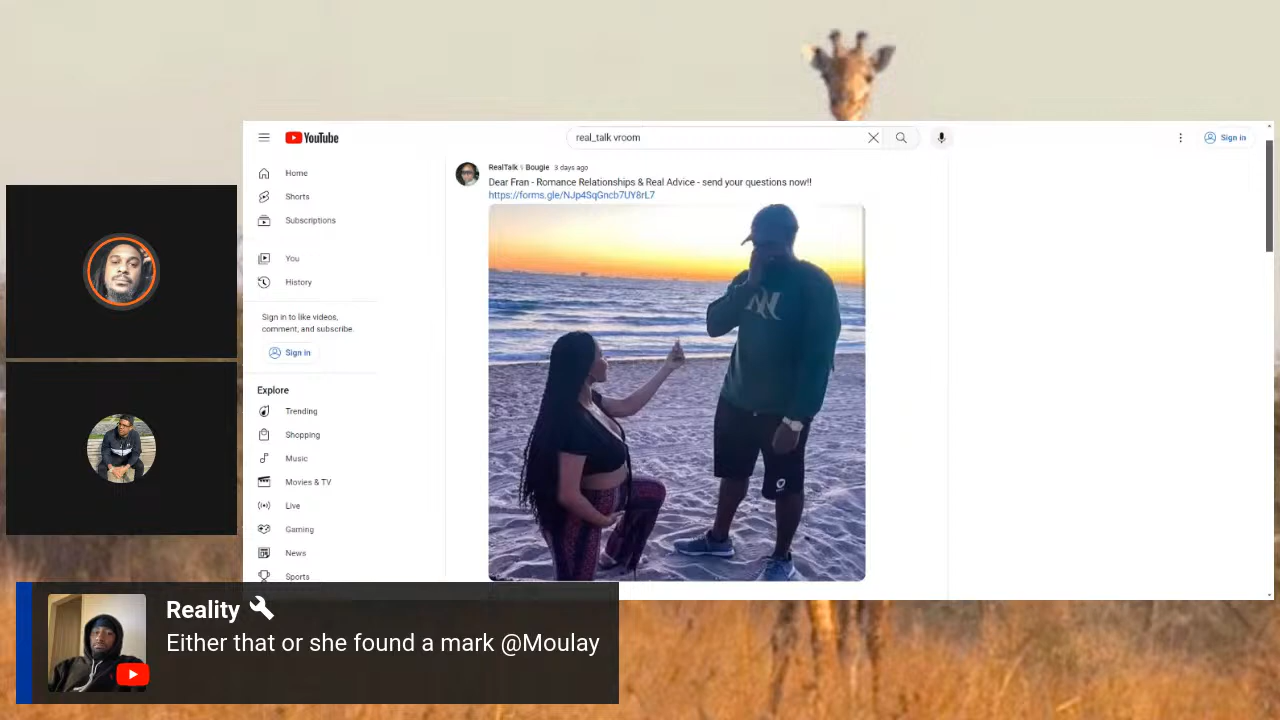 YouTube
real_talk vroom
Sign in
Home
Shorts
Subscriptions
You
History
Sign in to like videos,
comment, and subscribe.
Sign in
Explore
Trending
Shopping
Music
Movies & TV
Live
Gaming
News
Sports
RealTalk & Bougie 3 days ago
Dear Fran - Romance Relationships & Real Advice - send your questions now!!
https://forms.gle/NJp4SqGncb7UY8rL7
Reality
Either that or she found a mark @Moulay